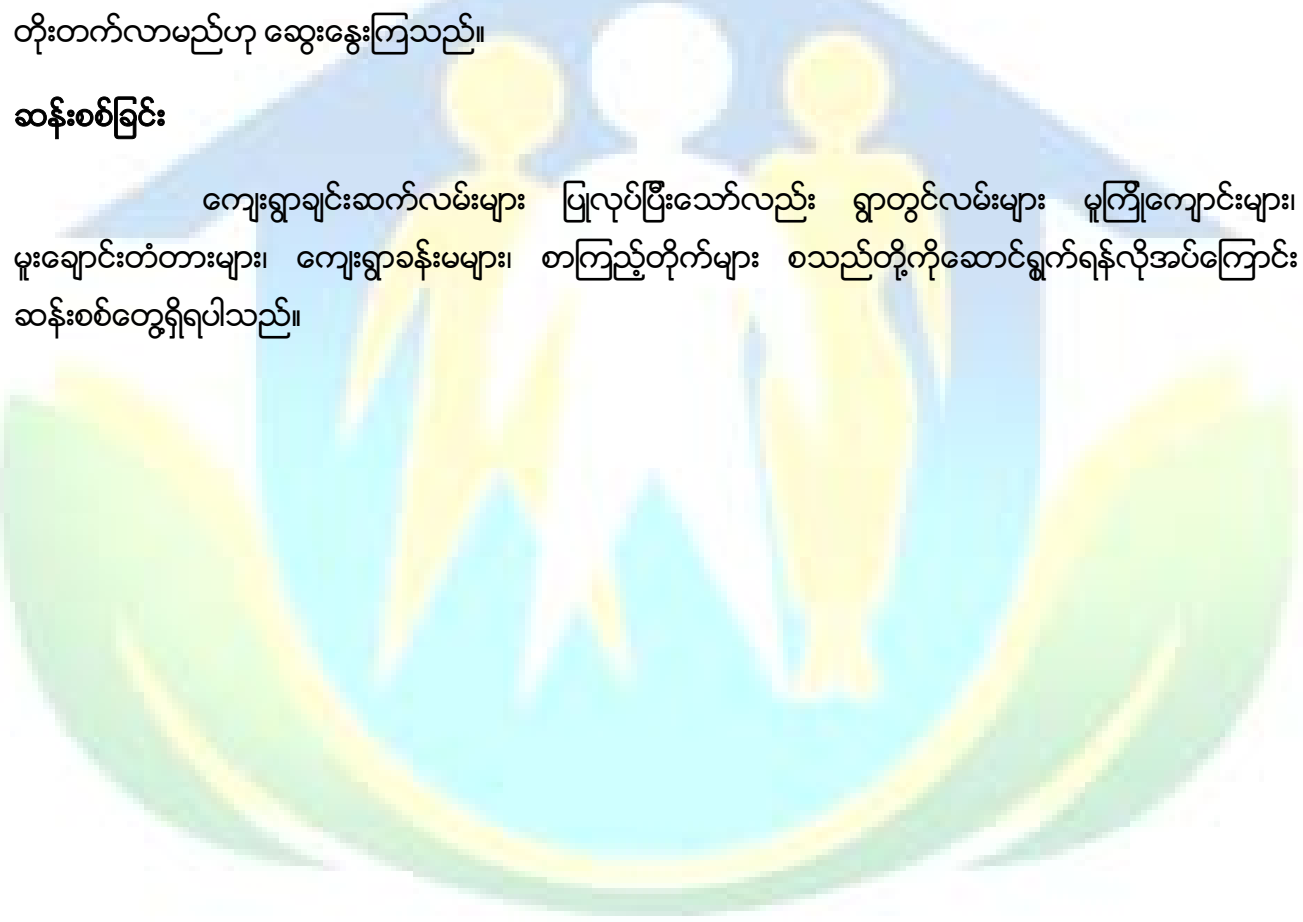 တိုးတက်လာမည်ဟု ဆွေးနွေးကြသည်။
ဆန်းစစ်ခြင်း
ကျေးရွာချင်းဆက်လမ်းများ ပြုလုပ်ပြီးသော်လည်း ရွာတွင်လမ်းများ မူကြိုကျောင်းများ၊
မူးချောင်းတံတားများ၊ ကျေးရွာခန်းမများ၊ စာကြည့်တိုက်များ စသည်တို့ကိုဆောင်ရွက်ရန်လိုအပ်ကြောင်း
ဆန်းစစ်တွေ့ရှိရပါသည်။